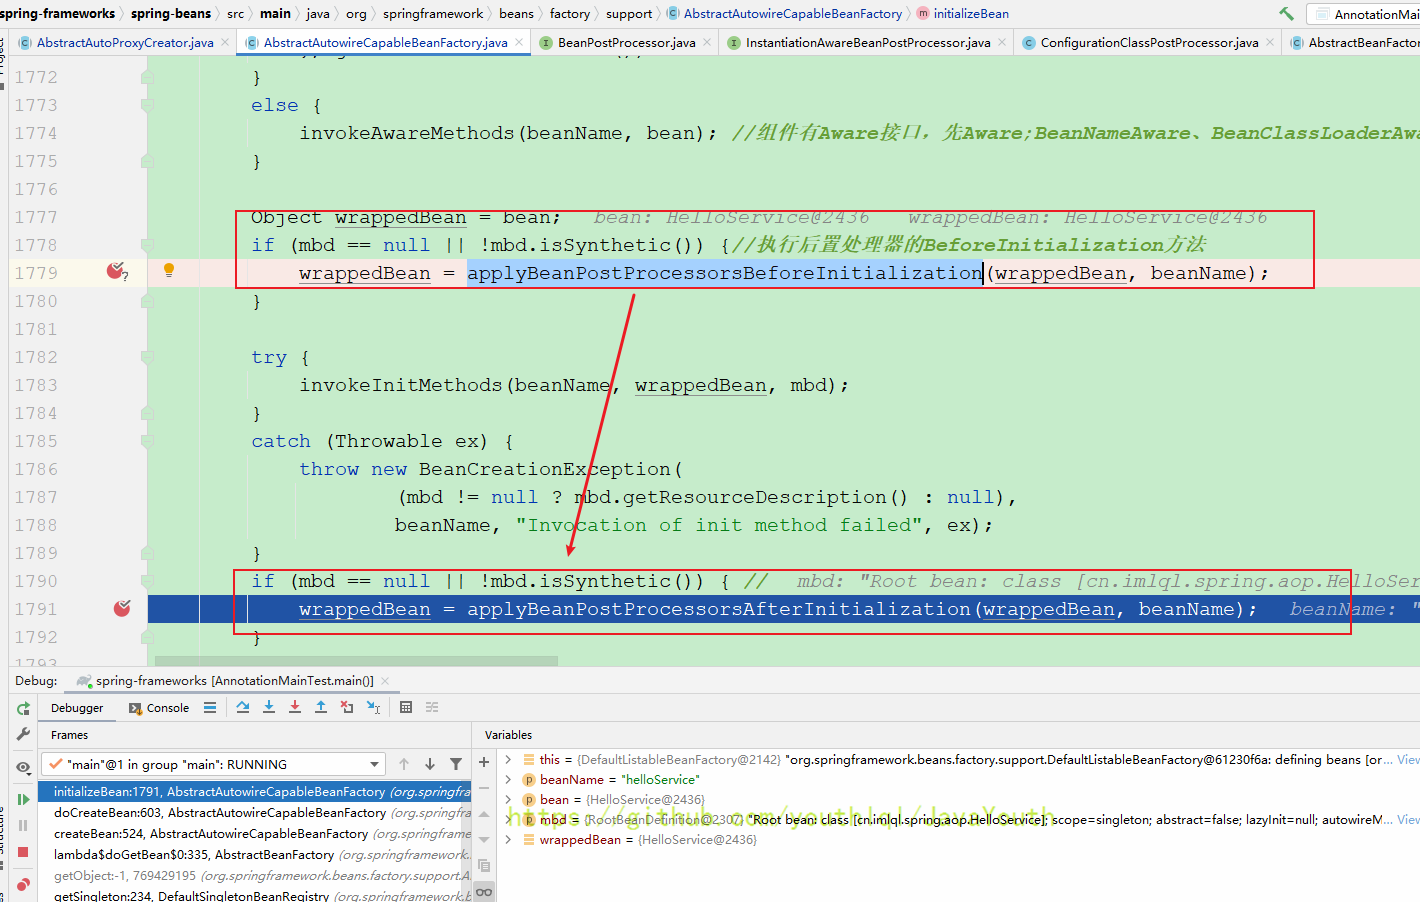 spring-frameworks spring-beans src main java org springframework beans factory support AbstractAutowireCapableBeanFactory initializeBean AnnotationMai
AbstractAutoProxyCreator.java AbstractAutowireCapableBeanFactory.java BeanPostProcessor.java InstantiationAwareBeanPostProcessor.java ConfigurationClassPostProcessor.java AbstractBeanFactor
1772 }
1773 else {
1774 invokeAwareMethods(beanName, bean); //组件有Aware接口，先Aware;BeanNameAware、BeanClassLoaderAwa
1775 }
1776
1777 Object wrappedBean = bean; bean: HelloService@2436 wrappedBean: HelloService@2436
1778 if (mbd == null || !mbd.isSynthetic()) {//执行后置处理器的BeforeInitialization方法
1779 wrappedBean = applyBeanPostProcessorsBeforeInitialization(wrappedBean, beanName);
1780 }
1781
1782 try {
1783 invokeInitMethods(beanName, wrappedBean, mbd);
1784 }
1785 catch (Throwable ex) {
1786 throw new BeanCreationException(
1787 (mbd != null ? mbd.getResourceDescription() : null),
1788 beanName, "Invocation of init method failed", ex);
1789 }
1790 if (mbd == null || !mbd.isSynthetic()) { // mbd: "Root bean: class [cn.imlql.spring.aop.HelloSer
1791 wrappedBean = applyBeanPostProcessorsAfterInitialization(wrappedBean, beanName); beanName: "
1792 }
1793
Debug: spring-frameworks [AnnotationMainTest.main()]
Debugger Console
Frames
Variables
"main"@1 in group "main": RUNNING
initializeBean:1791, AbstractAutowireCapableBeanFactory (org.springfra
doCreateBean:603, AbstractAutowireCapableBeanFactory (org.springfra
createBean:524, AbstractAutowireCapableBeanFactory (org.springframe
lambda$doGetBean$0:335, AbstractBeanFactory (org.springframework.
getObject:-1, 769429195 (org.springframework.beans.factory.support.A
getSingleton:234, DefaultSingletonBeanRegistry (org.springframework.b
this = {DefaultListableBeanFactory@2142} "org.springframework.beans.factory.support.DefaultListableBeanFactory@61230f6a: defining beans [or... View
beanName = "helloService"
bean = {HelloService@2436}
mbd = {RootBeanDefinition@2307} "Root bean: class [cn.imlql.spring.aop.HelloService]; scope=singleton; abstract=false; lazyInit=null; autowireM... View
wrappedBean = {HelloService@2436}
https://github.com/youthlql/JavaYouth